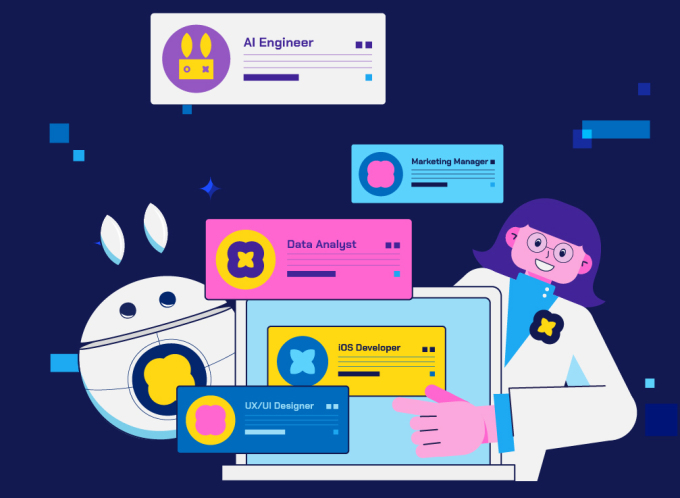 AI Engineer
Marketing Manager
Data Analyst
iOS Developer
UX/UI Designer